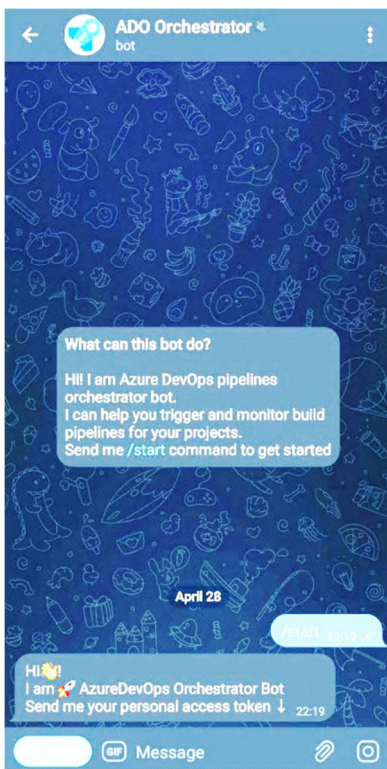 ADO Orchestrator
bot
What can this bot do?
Hi! I am Azure DevOps pipelines
orchestrator bot.
I can help you trigger and monitor build
pipelines for your projects.
Send me /start command to get started
April 28
/start 22:19
Hi👋!
I am 🚀 AzureDevOps Orchestrator Bot
Send me your personal access token ↓ 22:19
GIF Message